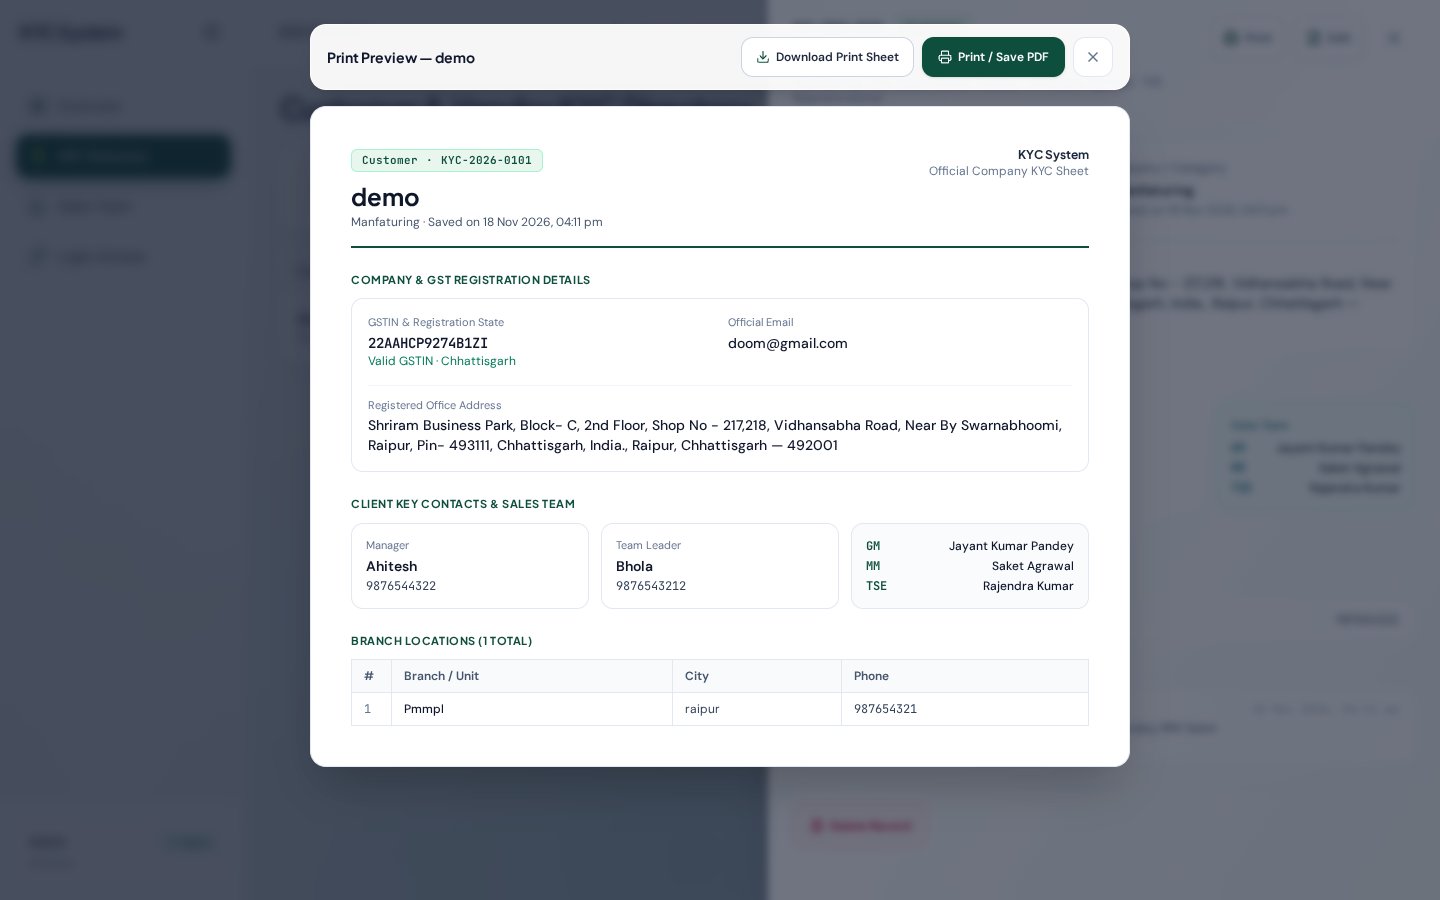 Print Preview — demo
Download Print Sheet
Print / Save PDF
Customer · KYC-2026-0101
KYC System
Official Company KYC Sheet
demo
Manfaturing · Saved on 18 Nov 2026, 04:11 pm
COMPANY & GST REGISTRATION DETAILS
GSTIN & Registration State
Official Email
22AAHCP9274B1ZI
doom@gmail.com
Valid GSTIN · Chhattisgarh
Registered Office Address
Shriram Business Park, Block- C, 2nd Floor, Shop No - 217,218, Vidhansabha Road, Near By Swarnabhoomi,
Raipur, Pin- 493111, Chhattisgarh, India., Raipur, Chhattisgarh — 492001
CLIENT KEY CONTACTS & SALES TEAM
Manager
Ahitesh
9876544322
Team Leader
Bhola
9876543212
GM Jayant Kumar Pandey
MM Saket Agrawal
TSE Rajendra Kumar
BRANCH LOCATIONS (1 TOTAL)
# Branch / Unit City Phone
1 Pmmpl raipur 987654321